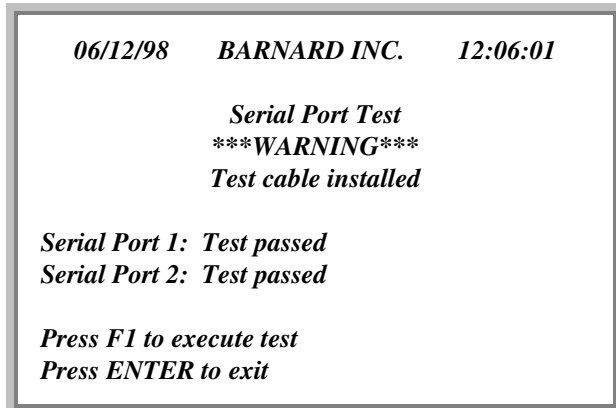 06/12/98 BARNARD INC. 12:06:01
Serial Port Test
***WARNING***
Test cable installed
Serial Port 1: Test passed
Serial Port 2: Test passed
Press F1 to execute test
Press ENTER to exit